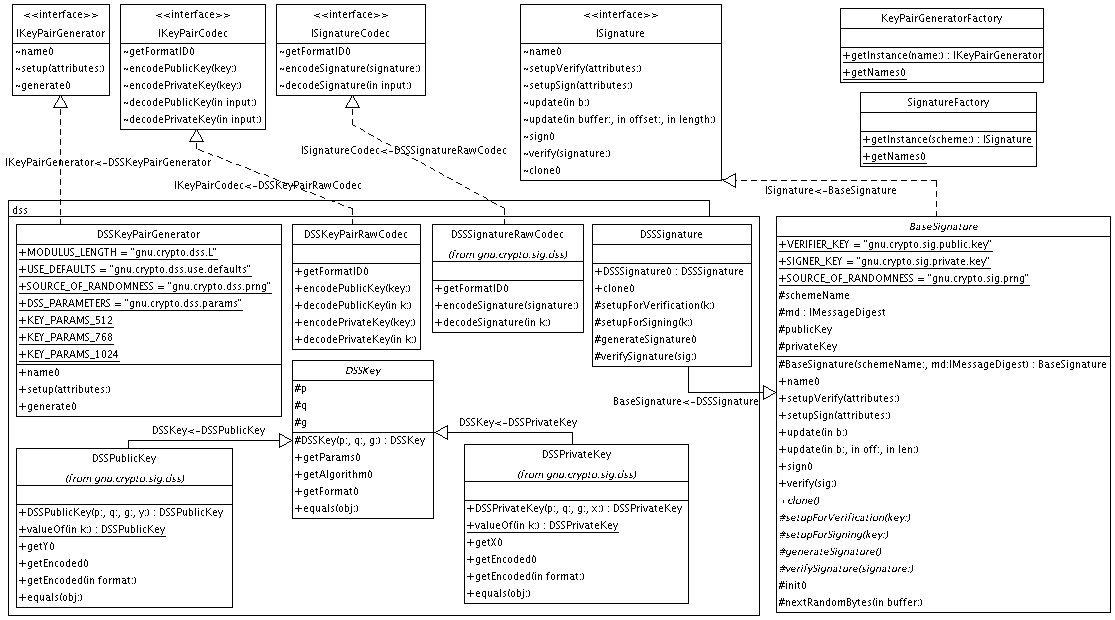 <<interface>>
IKeyPairGenerator
~name()
~setup(attributes:)
~generate()
<<interface>>
IKeyPairCodec
~getFormatID()
~encodePublicKey(key:)
~encodePrivateKey(key:)
~decodePublicKey(in input:)
~decodePrivateKey(in input:)
<<interface>>
ISignatureCodec
~getFormatID()
~encodeSignature(signature:)
~decodeSignature(in input:)
<<interface>>
ISignature
~name()
~setupVerify(attributes:)
~setupSign(attributes:)
~update(in b:)
~update(in buffer:, in offset:, in length:)
~sign()
~verify(signature:)
~clone()
KeyPairGeneratorFactory
+getInstance(name:) : IKeyPairGenerator
+getNames()
SignatureFactory
+getInstance(scheme:) : ISignature
+getNames()
IKeyPairGenerator<-DSSKeyPairGenerator
IKeyPairCodec<-DSSKeyPairRawCodec
ISignatureCodec<-DSSSignatureRawCodec
ISignature<-BaseSignature
dss
DSSKeyPairGenerator
+MODULUS_LENGTH = "gnu.crypto.dss.L"
+USE_DEFAULTS = "gnu.crypto.dss.use.defaults"
+SOURCE_OF_RANDOMNESS = "gnu.crypto.dss.prng"
+DSS_PARAMETERS = "gnu.crypto.dss.params"
+KEY_PARAMS_512
+KEY_PARAMS_768
+KEY_PARAMS_1024
+name()
+setup(attributes:)
+generate()
DSSKeyPairRawCodec
+getFormatID()
+encodePublicKey(key:)
+decodePublicKey(in k:)
+encodePrivateKey(key:)
+decodePrivateKey(in k:)
DSSSignatureRawCodec
(from gnu.crypto.sig.dss)
+getFormatID()
+encodeSignature(signature:)
+decodeSignature(in k:)
DSSSignature
+DSSSignature() : DSSSignature
+clone()
#setupForVerification(k:)
#setupForSigning(k:)
#generateSignature()
#verifySignature(sig:)
BaseSignature
+VERIFIER_KEY = "gnu.crypto.sig.public.key"
+SIGNER_KEY = "gnu.crypto.sig.private.key"
+SOURCE_OF_RANDOMNESS = "gnu.crypto.sig.prng"
#schemeName
#md : IMessageDigest
#publicKey
#privateKey
#BaseSignature(schemeName:, md:IMessageDigest) : BaseSignature
+name()
+setupVerify(attributes:)
+setupSign(attributes:)
+update(in b:)
+update(in b:, in off:, in len:)
+sign()
+verify(sig:)
+clone()
#setupForVerification(key:)
#setupForSigning(key:)
#generateSignature()
#verifySignature(signature:)
#init()
#nextRandomBytes(in buffer:)
BaseSignature<-DSSSignature
DSSKey
#p
#q
#g
#DSSKey(p:, q:, g:) : DSSKey
+getParams()
+getAlgorithm()
+getFormat()
+equals(obj:)
DSSKey<-DSSPublicKey
DSSKey<-DSSPrivateKey
DSSPublicKey
(from gnu.crypto.sig.dss)
+DSSPublicKey(p:, q:, g:, y:) : DSSPublicKey
+valueOf(in k:) : DSSPublicKey
+getY()
+getEncoded()
+getEncoded(in format:)
+equals(obj:)
DSSPrivateKey
(from gnu.crypto.sig.dss)
+DSSPrivateKey(p:, q:, g:, x:) : DSSPrivateKey
+valueOf(in k:) : DSSPrivateKey
+getX()
+getEncoded()
+getEncoded(in format:)
+equals(obj:)